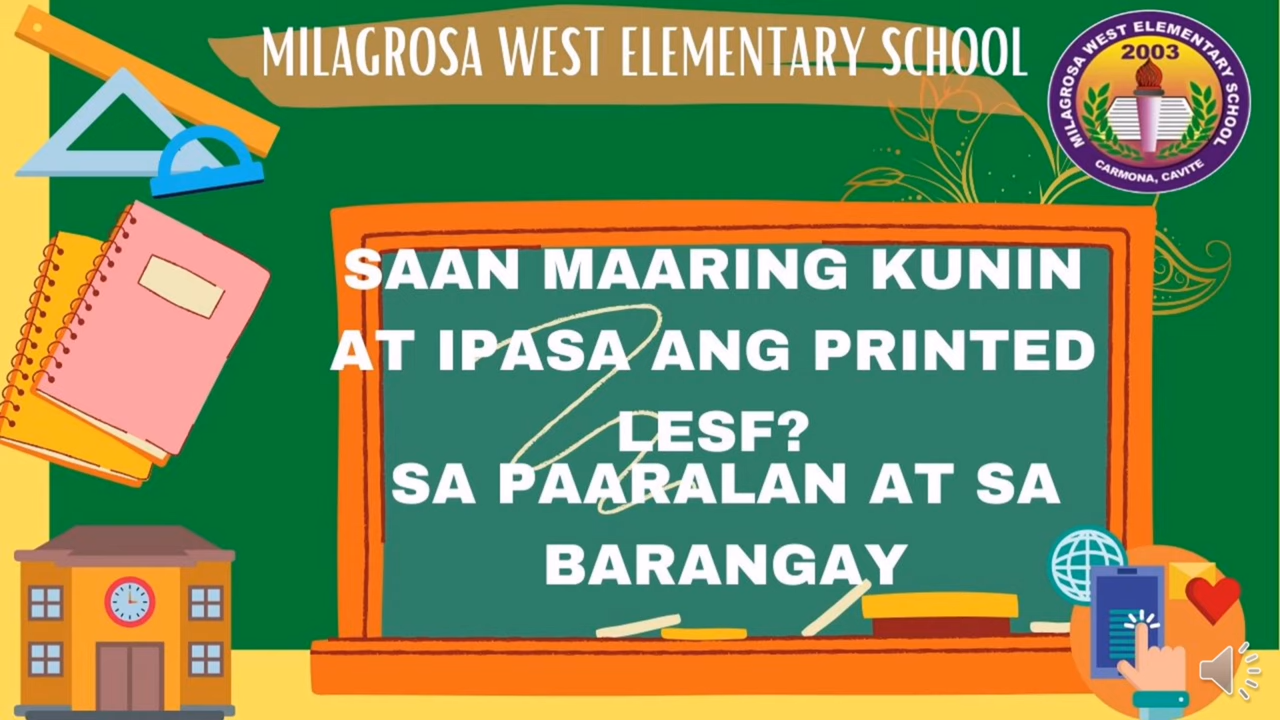 MILAGROSA WEST ELEMENTARY SCHOOL
MILAGROSA WEST ELEMENTARY SCHOOL
2003
CARMONA, CAVITE
SAAN MAARING KUNIN
AT IPASA ANG PRINTED
LESF?
SA PAARALAN AT SA
BARANGAY